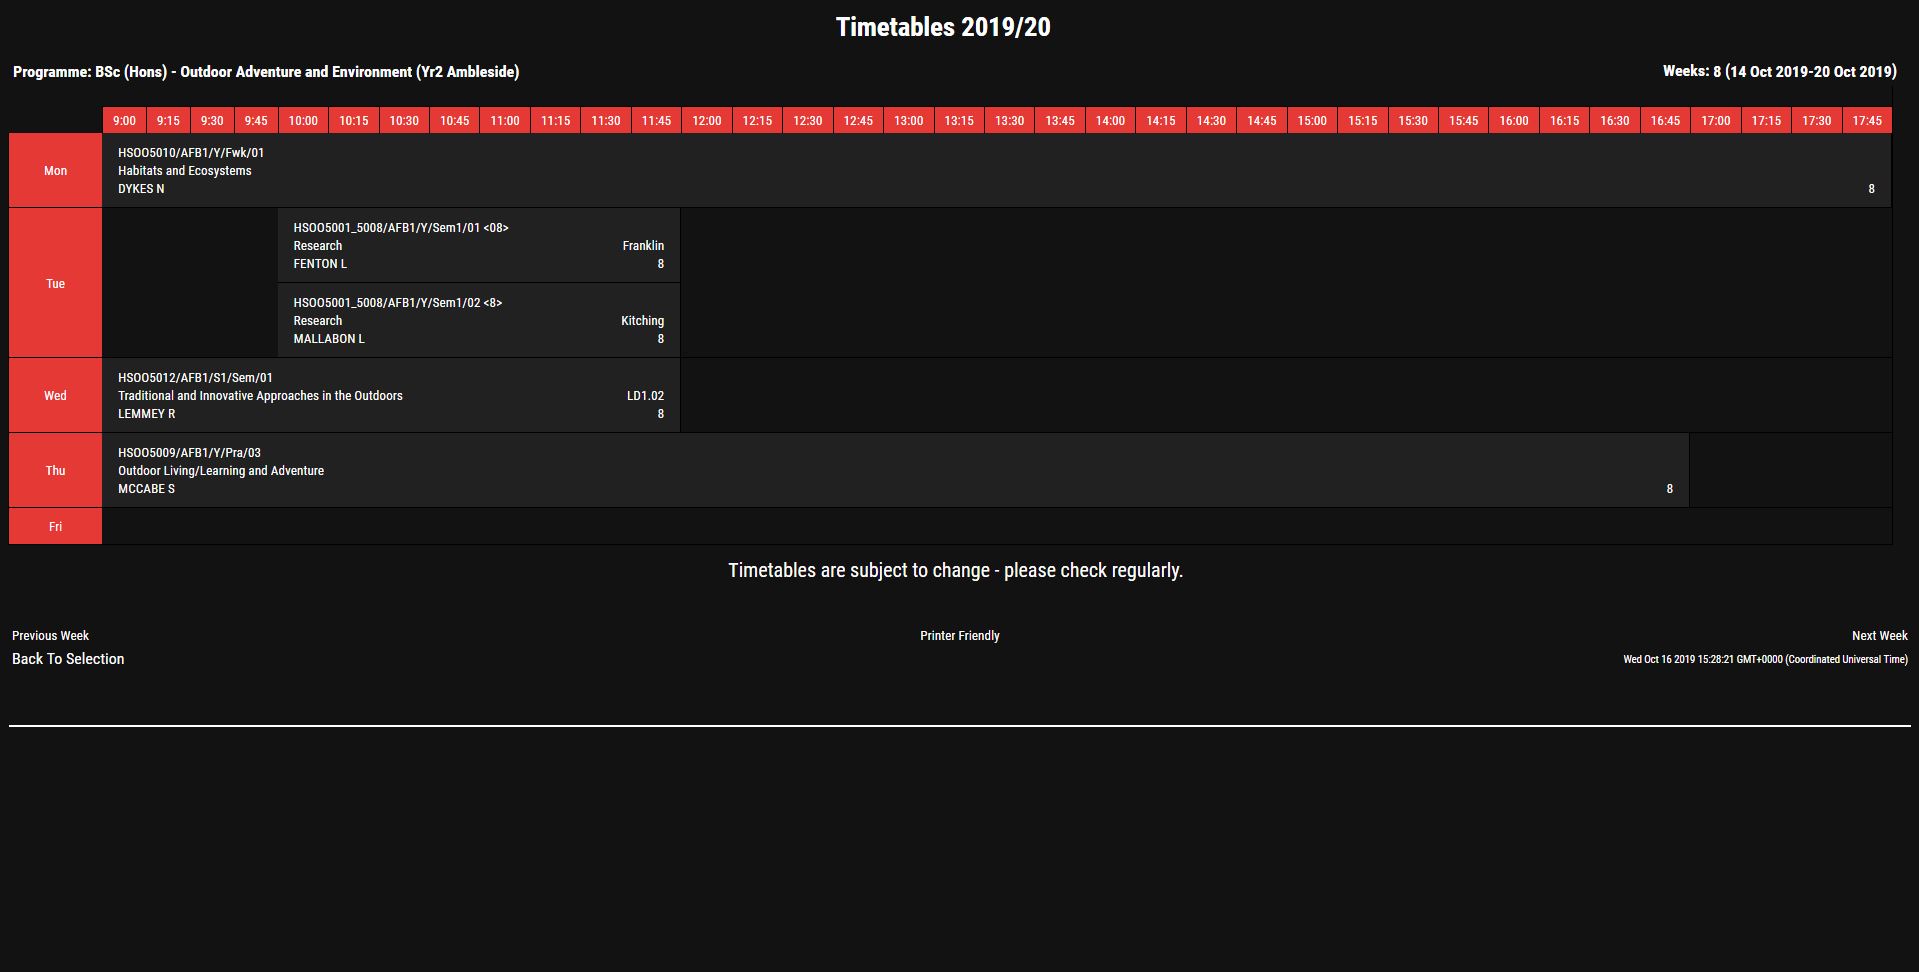 Timetables 2019/20
Programme: BSc (Hons) - Outdoor Adventure and Environment (Yr2 Ambleside)
Weeks: 8 (14 Oct 2019-20 Oct 2019)
9:00 9:15 9:30 9:45 10:00 10:15 10:30 10:45 11:00 11:15 11:30 11:45 12:00 12:15 12:30 12:45 13:00 13:15 13:30 13:45 14:00 14:15 14:30 14:45 15:00 15:15 15:30 15:45 16:00 16:15 16:30 16:45 17:00 17:15 17:30 17:45
Mon
HSOO5010/AFB1/Y/Fwk/01
Habitats and Ecosystems
DYKES N 8
Tue
HSOO5001_5008/AFB1/Y/Sem1/01 <08>
Research Franklin
FENTON L 8
HSOO5001_5008/AFB1/Y/Sem1/02 <8>
Research Kitching
MALLABON L 8
Wed
HSOO5012/AFB1/S1/Sem/01
Traditional and Innovative Approaches in the Outdoors LD1.02
LEMMEY R 8
Thu
HSOO5009/AFB1/Y/Pra/03
Outdoor Living/Learning and Adventure
MCCABE S 8
Fri
Timetables are subject to change - please check regularly.
Previous Week Printer Friendly Next Week
Back To Selection Wed Oct 16 2019 15:28:21 GMT+0000 (Coordinated Universal Time)